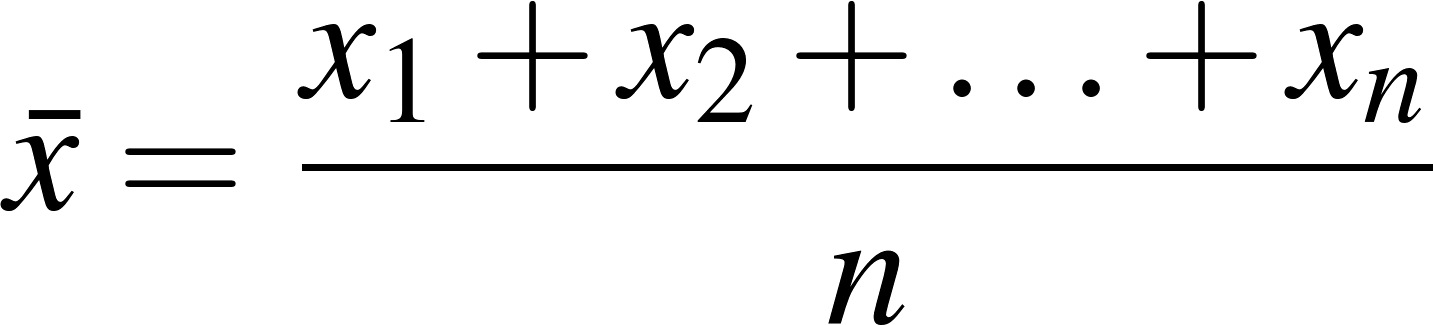 x̄ = (x₁ + x₂ + … + xₙ) / n